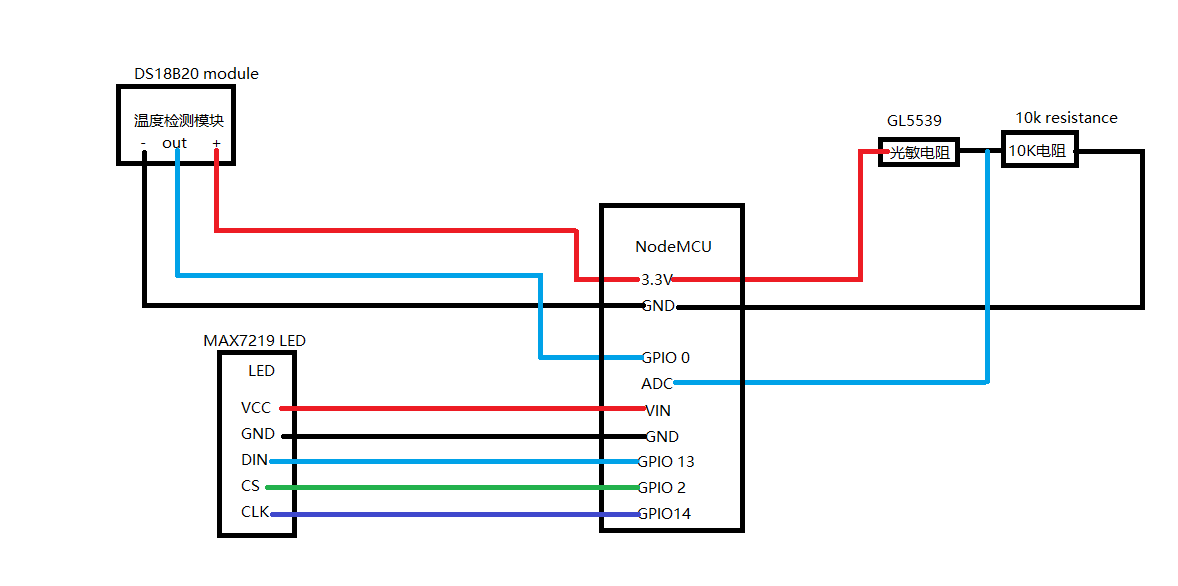 DS18B20 module
温度检测模块
- out +
GL5539
光敏电阻
10k resistance
10K电阻
NodeMCU
3.3V
GND
GPIO 0
ADC
VIN
GND
GPIO 13
GPIO 2
GPIO14
MAX7219 LED
LED
VCC
GND
DIN
CS
CLK